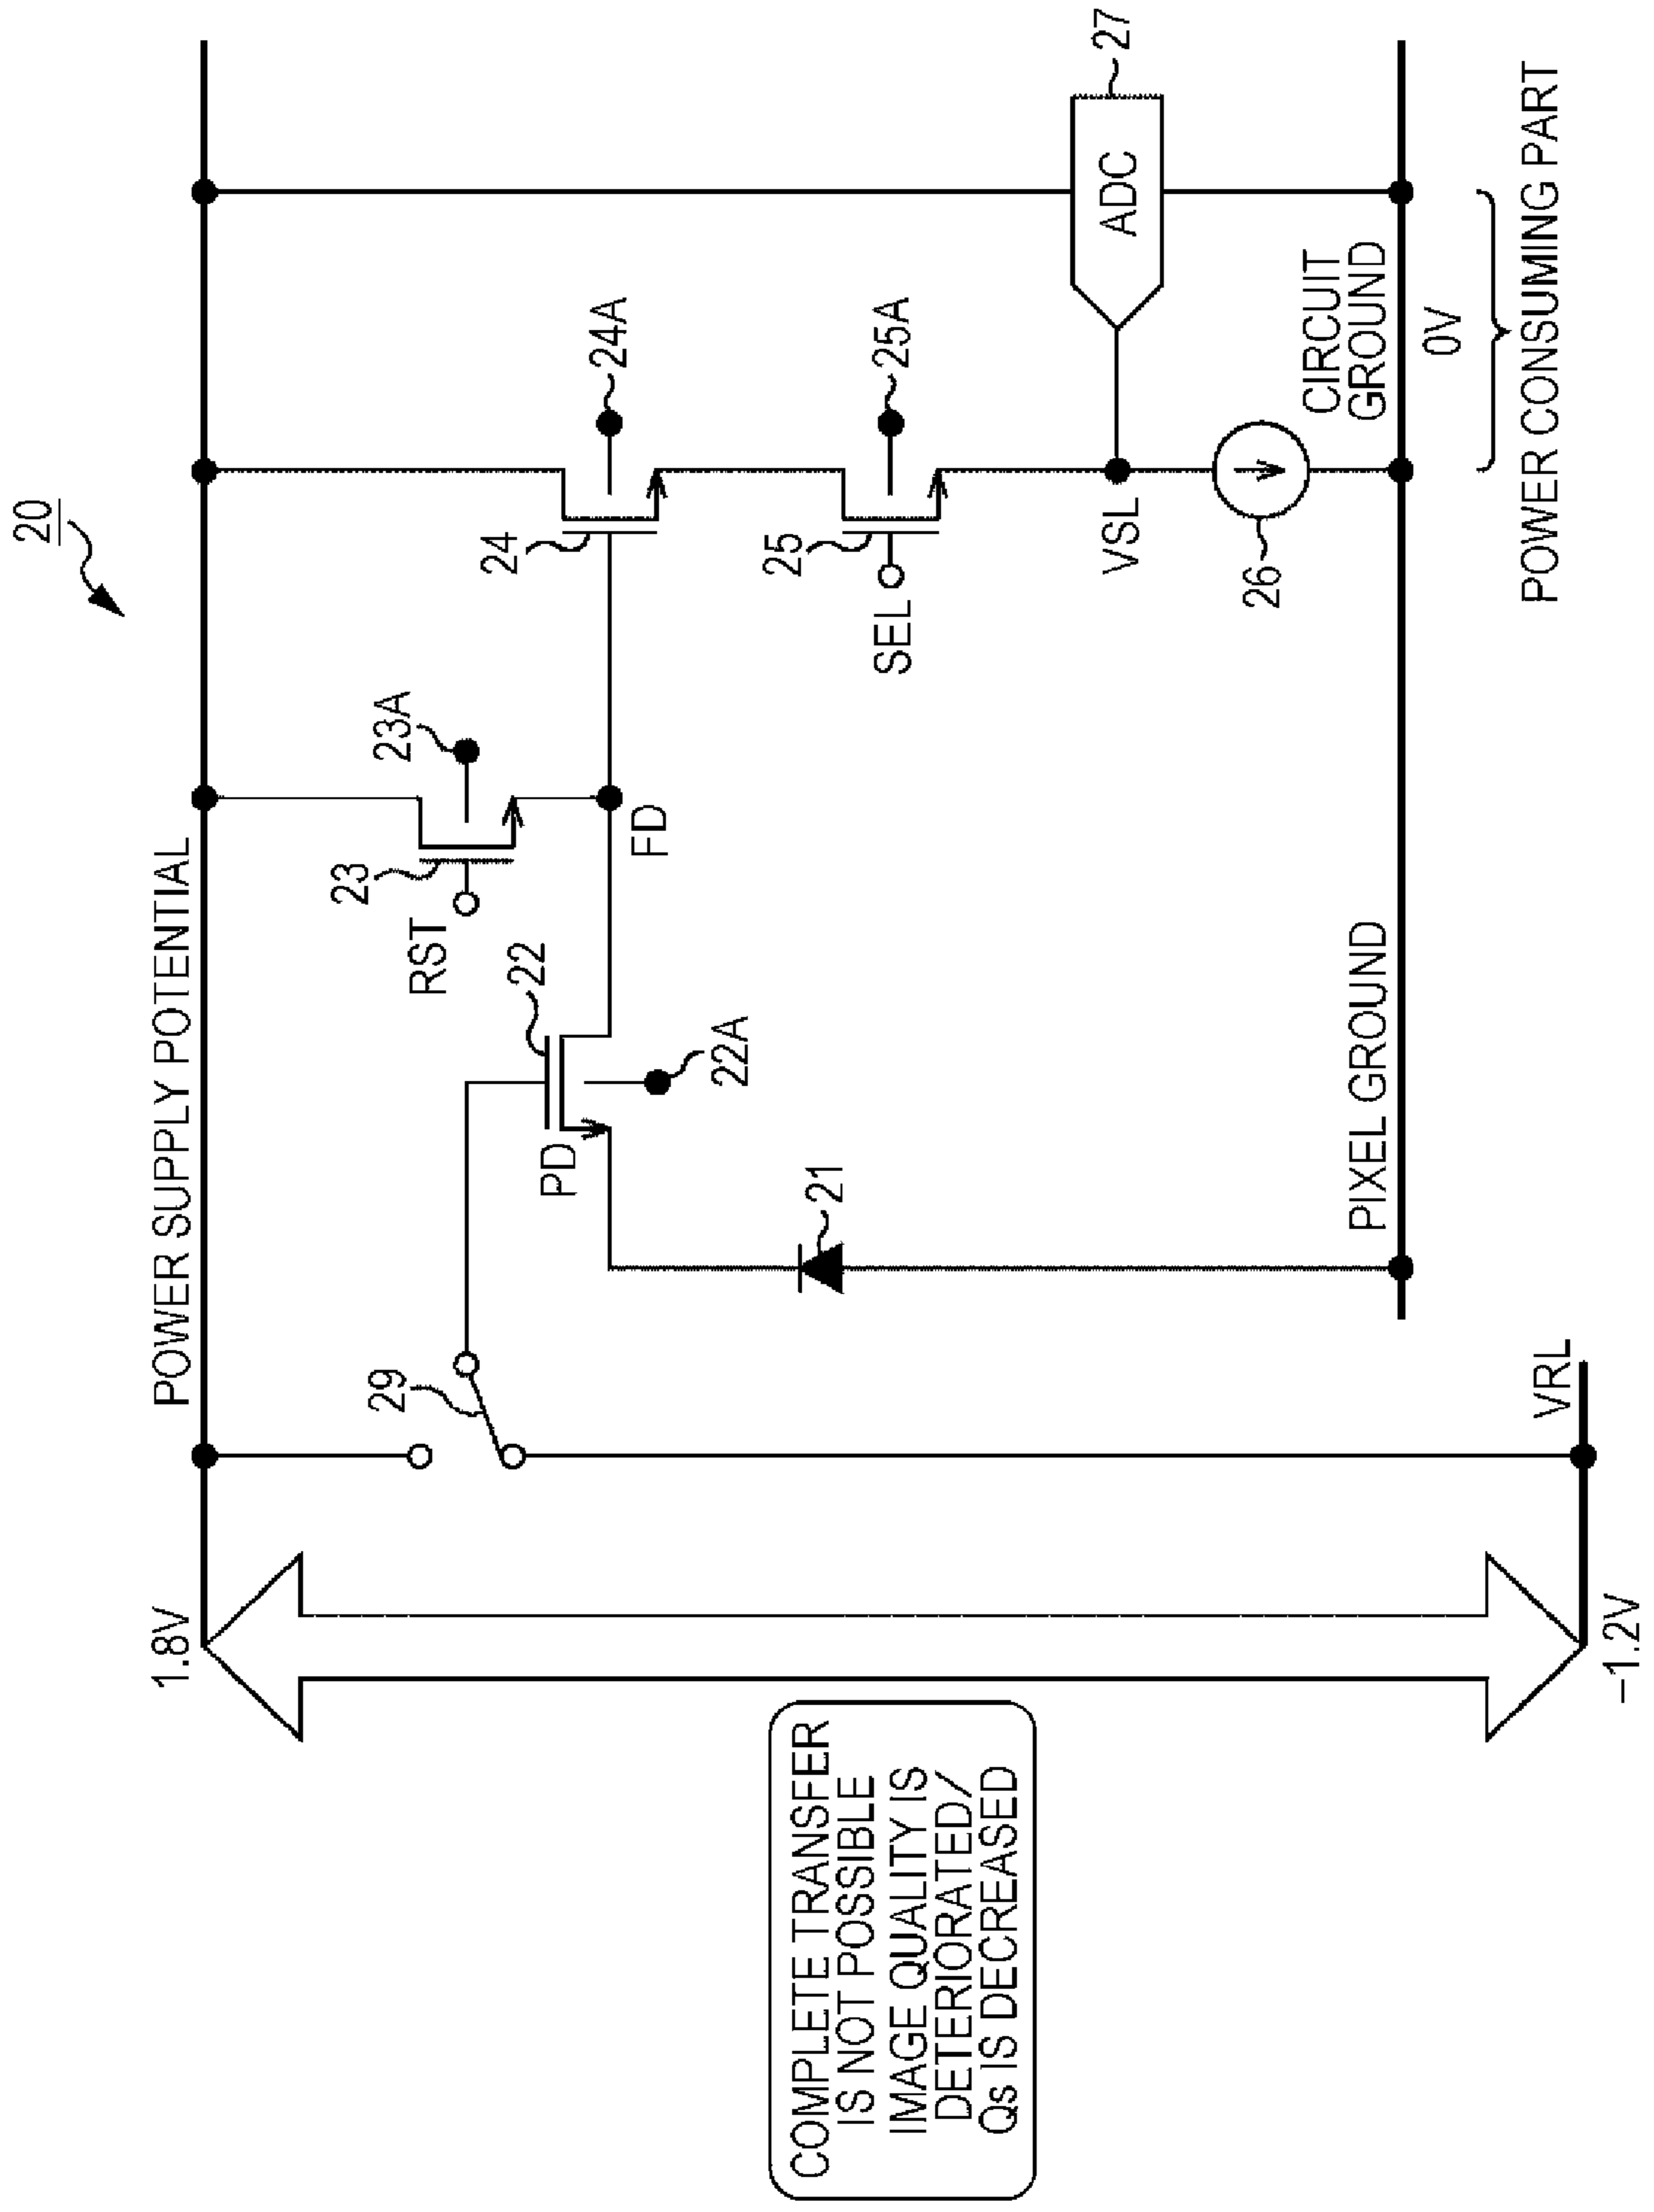 20
1.8V
POWER SUPPLY POTENTIAL
29
RST
23
23A
22
PD
22A
FD
24
24A
25
25A
SEL
21
COMPLETE TRANSFER
IS NOT POSSIBLE
IMAGE QUALITY IS
DETERIORATED/
Qs IS DECREASED
VSL
ADC
27
26
PIXEL GROUND
CIRCUIT
GROUND
0V
VRL
−1.2V
POWER CONSUMING PART